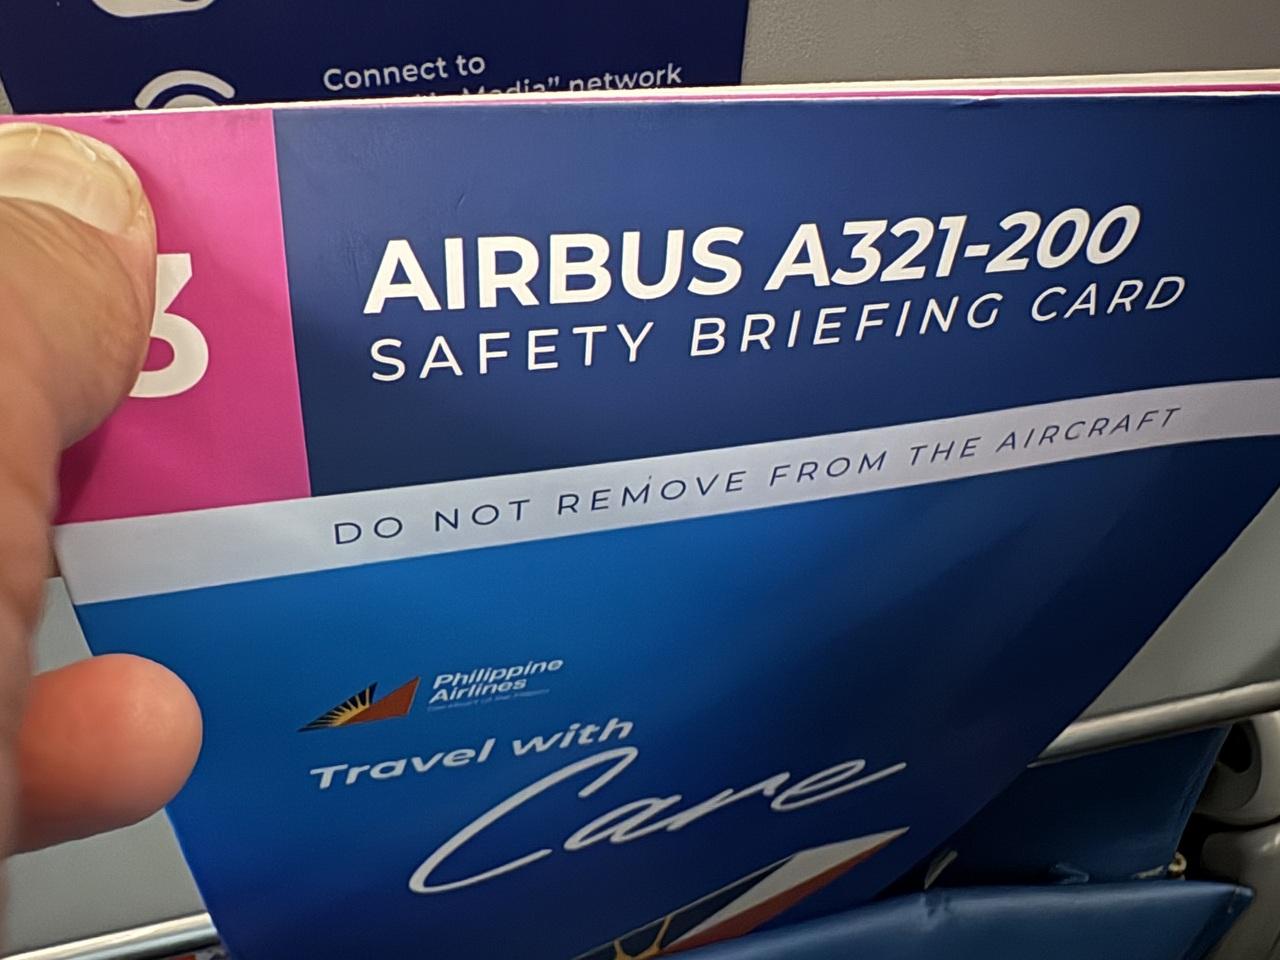 Connect to
Media" network
3
AIRBUS A321-200
SAFETY BRIEFING CARD
DO NOT REMOVE FROM THE AIRCRAFT
Philippine
Airlines
Travel with
Care